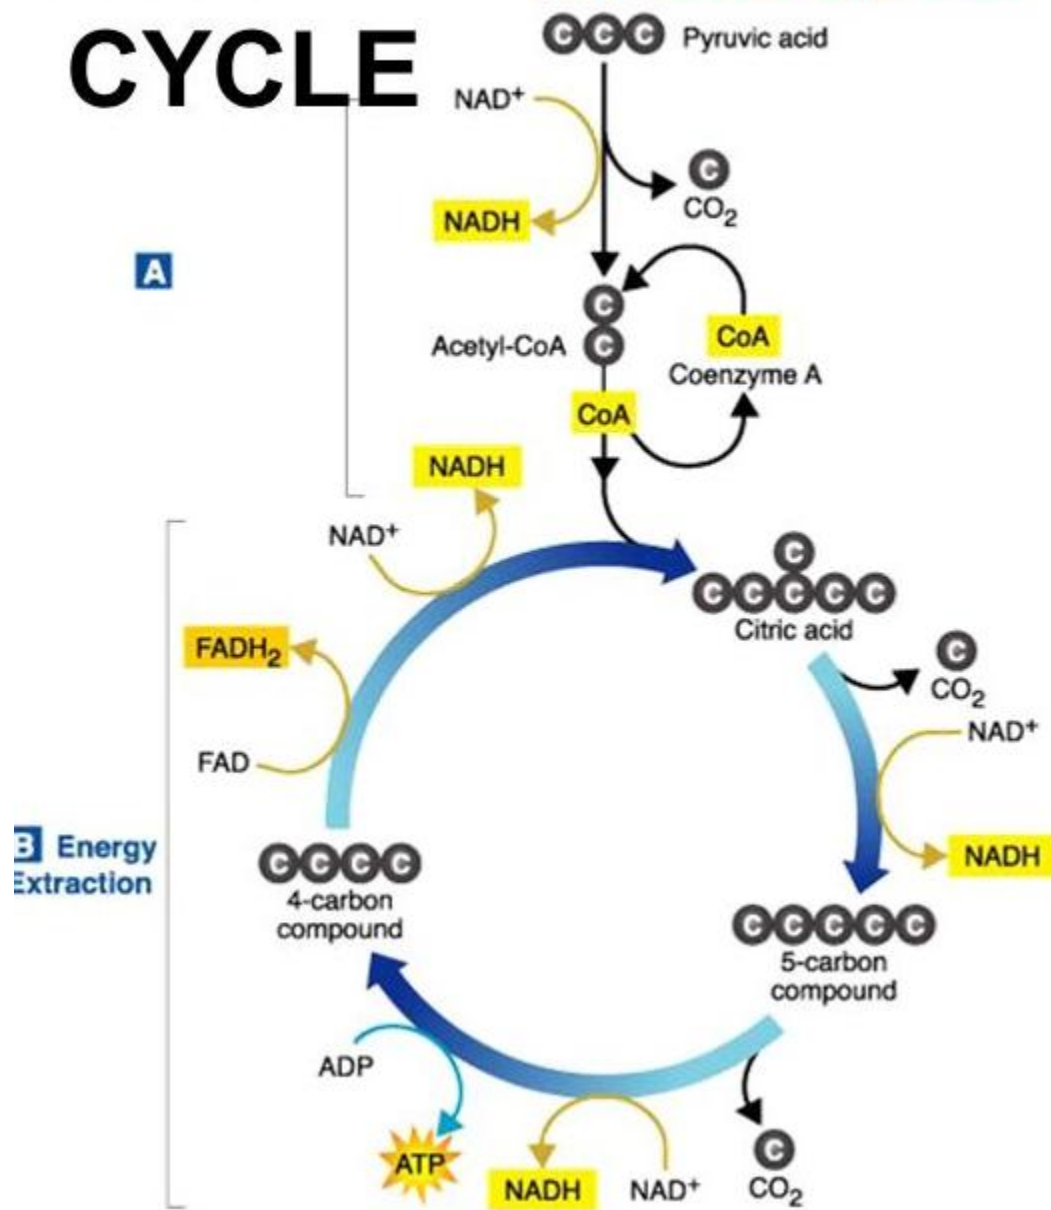 CYCLE
C C C Pyruvic acid
NAD⁺
C
CO₂
NADH
C
C
Acetyl-CoA
CoA
Coenzyme A
CoA
A
NADH
NAD⁺
C
C C C C C
Citric acid
C
CO₂
NAD⁺
NADH
FADH₂
FAD
B Energy
Extraction
C C C C
4-carbon
compound
C C C C C
5-carbon
compound
ADP
ATP
NADH
NAD⁺
C
CO₂